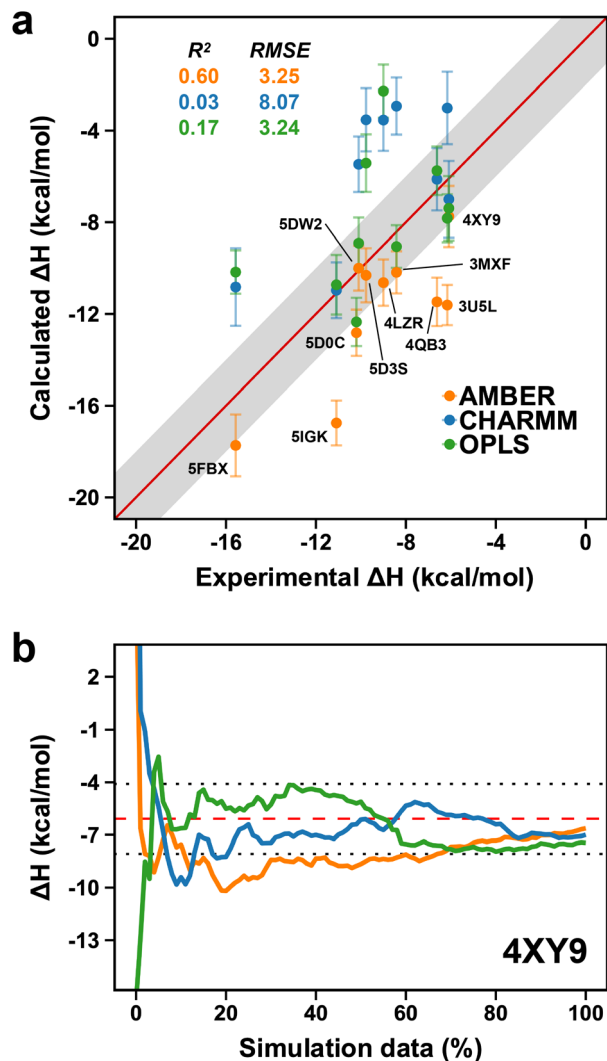 a
R² RMSE
0.60 3.25
0.03 8.07
0.17 3.24
0
-4
-8
-12
-16
-20
Calculated ΔH (kcal/mol)
5DW2
4XY9
3MXF
4LZR
3U5L
4QB3
5D0C
5D3S
5IGK
5FBX
AMBER
CHARMM
OPLS
-20 -16 -12 -8 -4 0
Experimental ΔH (kcal/mol)
b
2
-1
-4
-7
-10
-13
ΔH (kcal/mol)
4XY9
0 20 40 60 80 100
Simulation data (%)